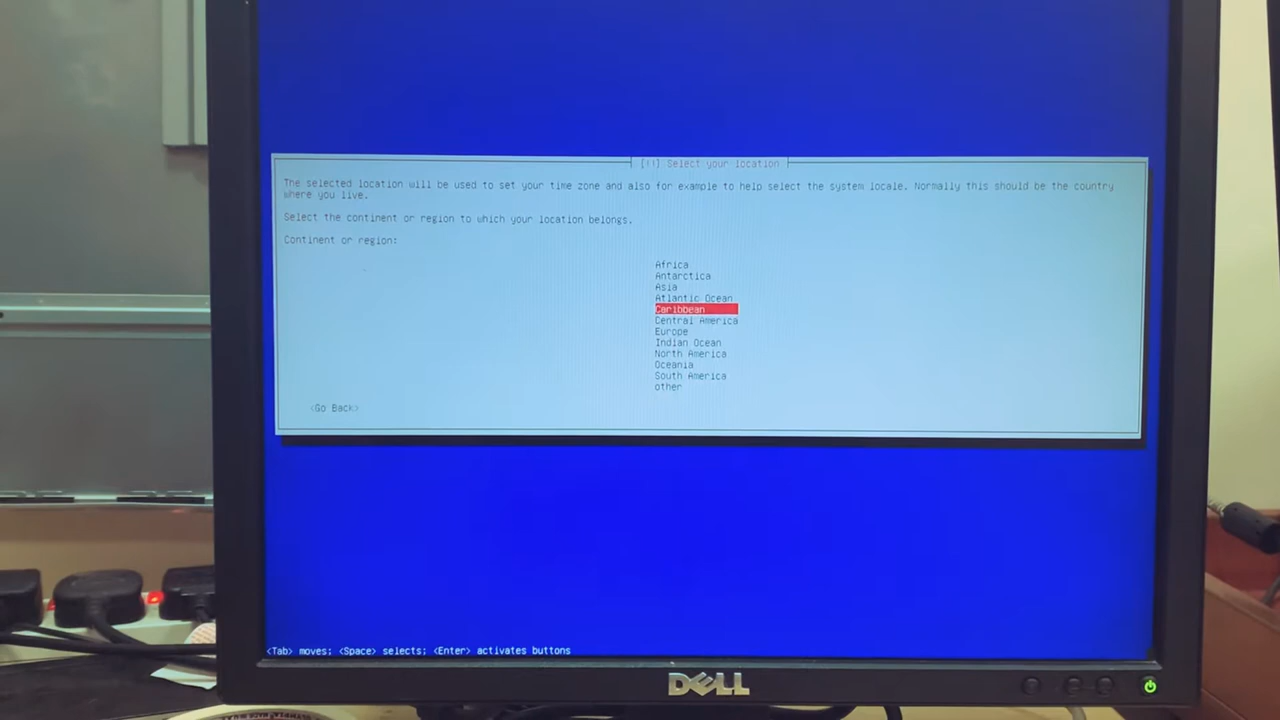 [!!] Select your location
The selected location will be used to set your time zone and also for example to help select the system locale. Normally this should be the country
where you live.
Select the continent or region to which your location belongs.
Continent or region:
Africa
Antarctica
Asia
Atlantic Ocean
Caribbean
Central America
Europe
Indian Ocean
North America
Oceania
South America
other
<Go Back>
<Tab> moves; <Space> selects; <Enter> activates buttons
DELL